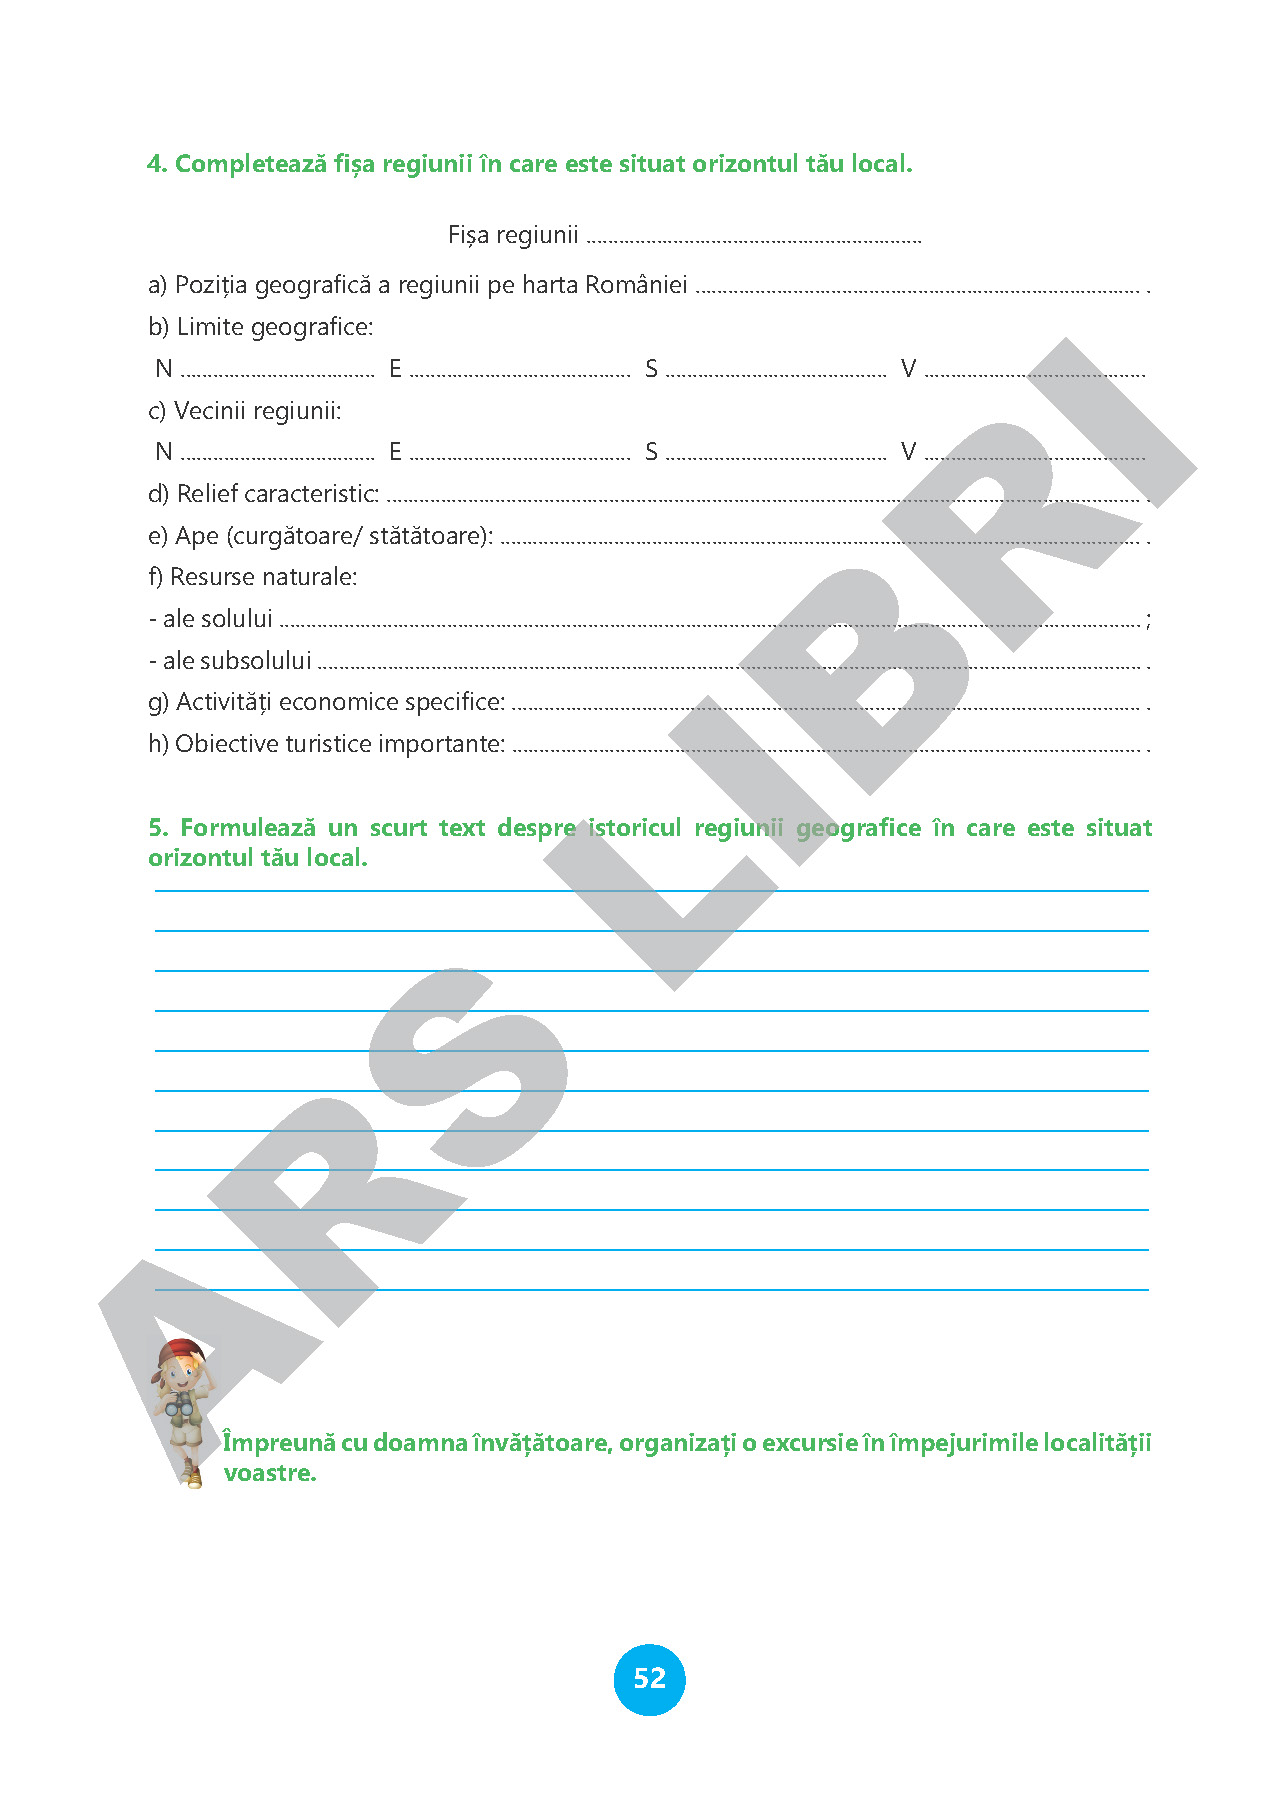 4. Completează fișa regiunii în care este situat orizontul tău local.
Fișa regiunii ..............................................................
a) Poziția geografică a regiunii pe harta României .................................................................................. .
b) Limite geografice:
N .................................... E ......................................... S ......................................... V .........................................
c) Vecinii regiunii:
N .................................... E ......................................... S ......................................... V .........................................
d) Relief caracteristic: ........................................................................................................................................... .
e) Ape (curgătoare/ stătătoare): ...................................................................................................................... .
f) Resurse naturale:
- ale solului ............................................................................................................................................................... ;
- ale subsolului ........................................................................................................................................................ .
g) Activități economice specifice: .................................................................................................................... .
h) Obiective turistice importante: .................................................................................................................... .
5. Formulează un scurt text despre istoricul regiunii geografice în care este situat
orizontul tău local.
Împreună cu doamna învățătoare, organizați o excursie în împejurimile localității
voastre.
52
ARS LIBRI